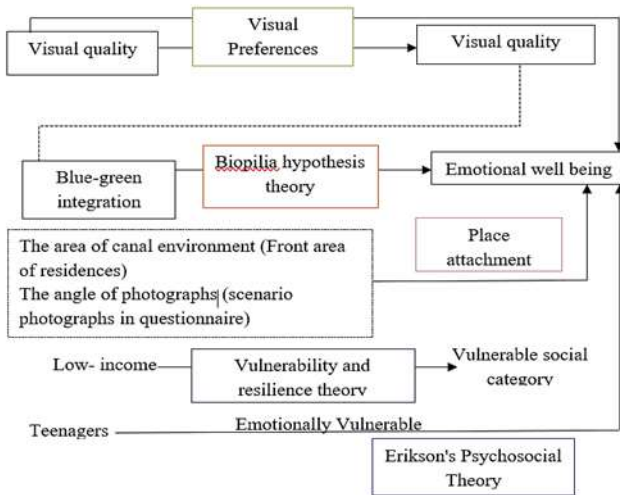 Visual quality
Visual
Preferences
Visual quality
Blue-green
integration
Biopilia hypothesis
theory
Emotional well being
The area of canal environment (Front area
of residences)
The angle of photographs (scenario
photographs in questionnaire)
Place
attachment
Low- income
Vulnerability and
resilience theory
Vulnerable social
category
Teenagers
Emotionally Vulnerable
Erikson's Psychosocial
Theory